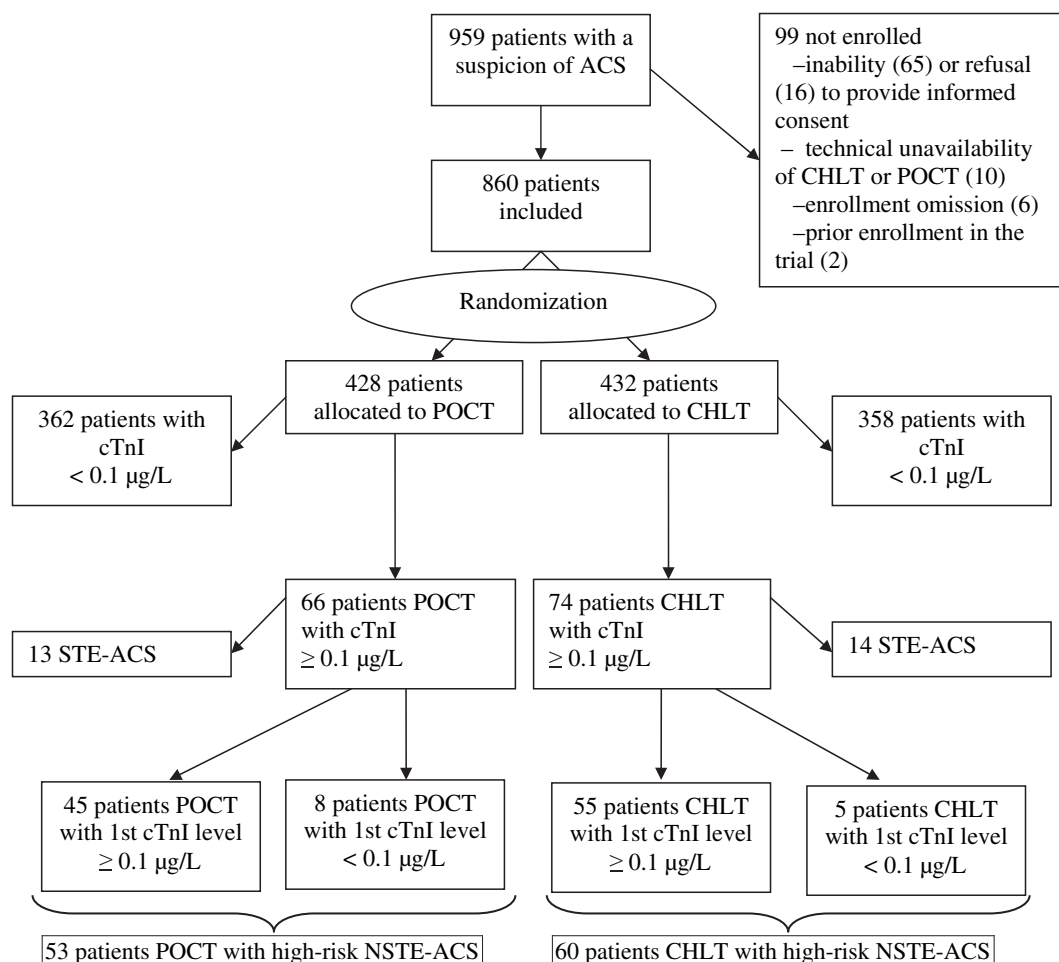 959 patients with a
suspicion of ACS
99 not enrolled
–inability (65) or refusal
(16) to provide informed
consent
– technical unavailability
of CHLT or POCT (10)
–enrollment omission (6)
–prior enrollment in the
trial (2)
860 patients
included
Randomization
428 patients
allocated to POCT
432 patients
allocated to CHLT
362 patients with
cTnI
< 0.1 µg/L
358 patients with
cTnI
< 0.1 µg/L
66 patients POCT
with cTnI
≥ 0.1 µg/L
74 patients CHLT
with cTnI
≥ 0.1 µg/L
13 STE-ACS
14 STE-ACS
45 patients POCT
with 1st cTnI level
≥ 0.1 µg/L
8 patients POCT
with 1st cTnI level
< 0.1 µg/L
55 patients CHLT
with 1st cTnI level
≥ 0.1 µg/L
5 patients CHLT
with 1st cTnI level
< 0.1 µg/L
53 patients POCT with high-risk NSTE-ACS
60 patients CHLT with high-risk NSTE-ACS